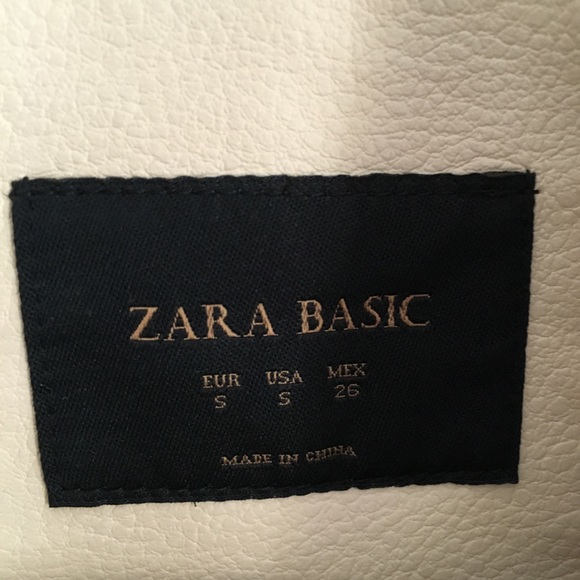 ZARA BASIC
EUR USA MEX
S S 26
MADE IN CHINA